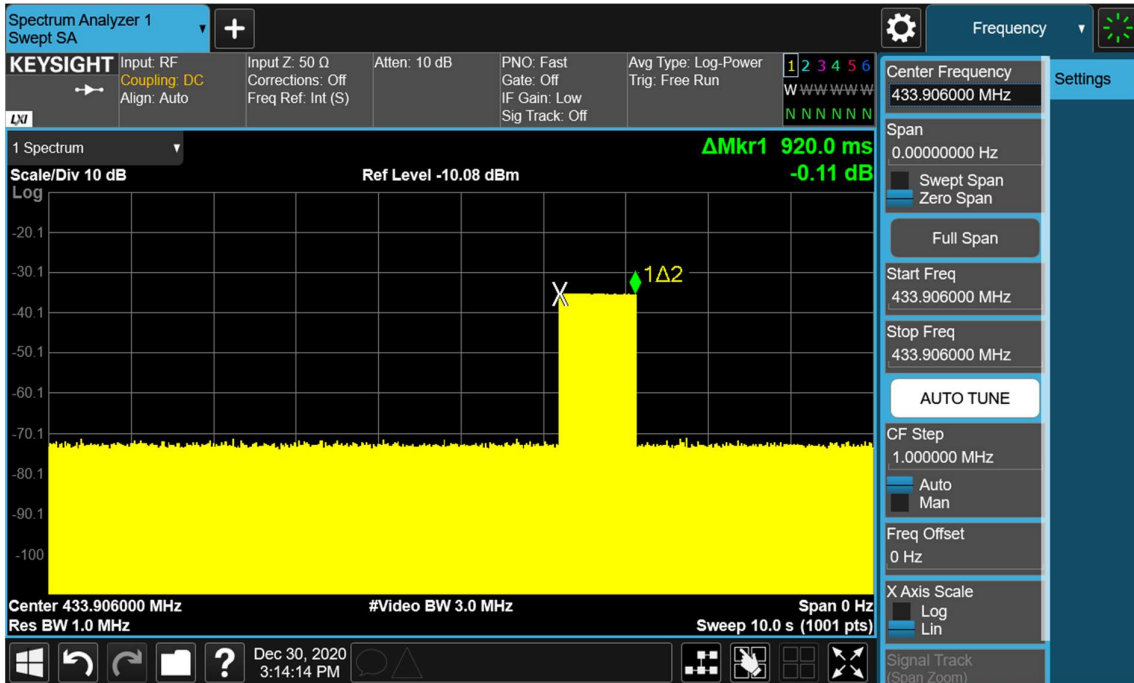 Spectrum Analyzer 1
Swept SA
+
Frequency
KEYSIGHT
LXI
Input: RF
Coupling: DC
Align: Auto
Input Z: 50 Ω
Corrections: Off
Freq Ref: Int (S)
Atten: 10 dB
PNO: Fast
Gate: Off
IF Gain: Low
Sig Track: Off
Avg Type: Log-Power
Trig: Free Run
1 2 3 4 5 6
W W W W W W
N N N N N N
1 Spectrum
ΔMkr1 920.0 ms
-0.11 dB
Scale/Div 10 dB
Ref Level -10.08 dBm
Log
-20.1
-30.1
-40.1
-50.1
-60.1
-70.1
-80.1
-90.1
-100
X
1Δ2
Center 433.906000 MHz
#Video BW 3.0 MHz
Span 0 Hz
Res BW 1.0 MHz
Sweep 10.0 s (1001 pts)
?
Dec 30, 2020
3:14:14 PM
Center Frequency
433.906000 MHz
Span
0.00000000 Hz
Swept Span
Zero Span
Full Span
Start Freq
433.906000 MHz
Stop Freq
433.906000 MHz
AUTO TUNE
CF Step
1.000000 MHz
Auto
Man
Freq Offset
0 Hz
X Axis Scale
Log
Lin
Signal Track
(Span Zoom)
Settings